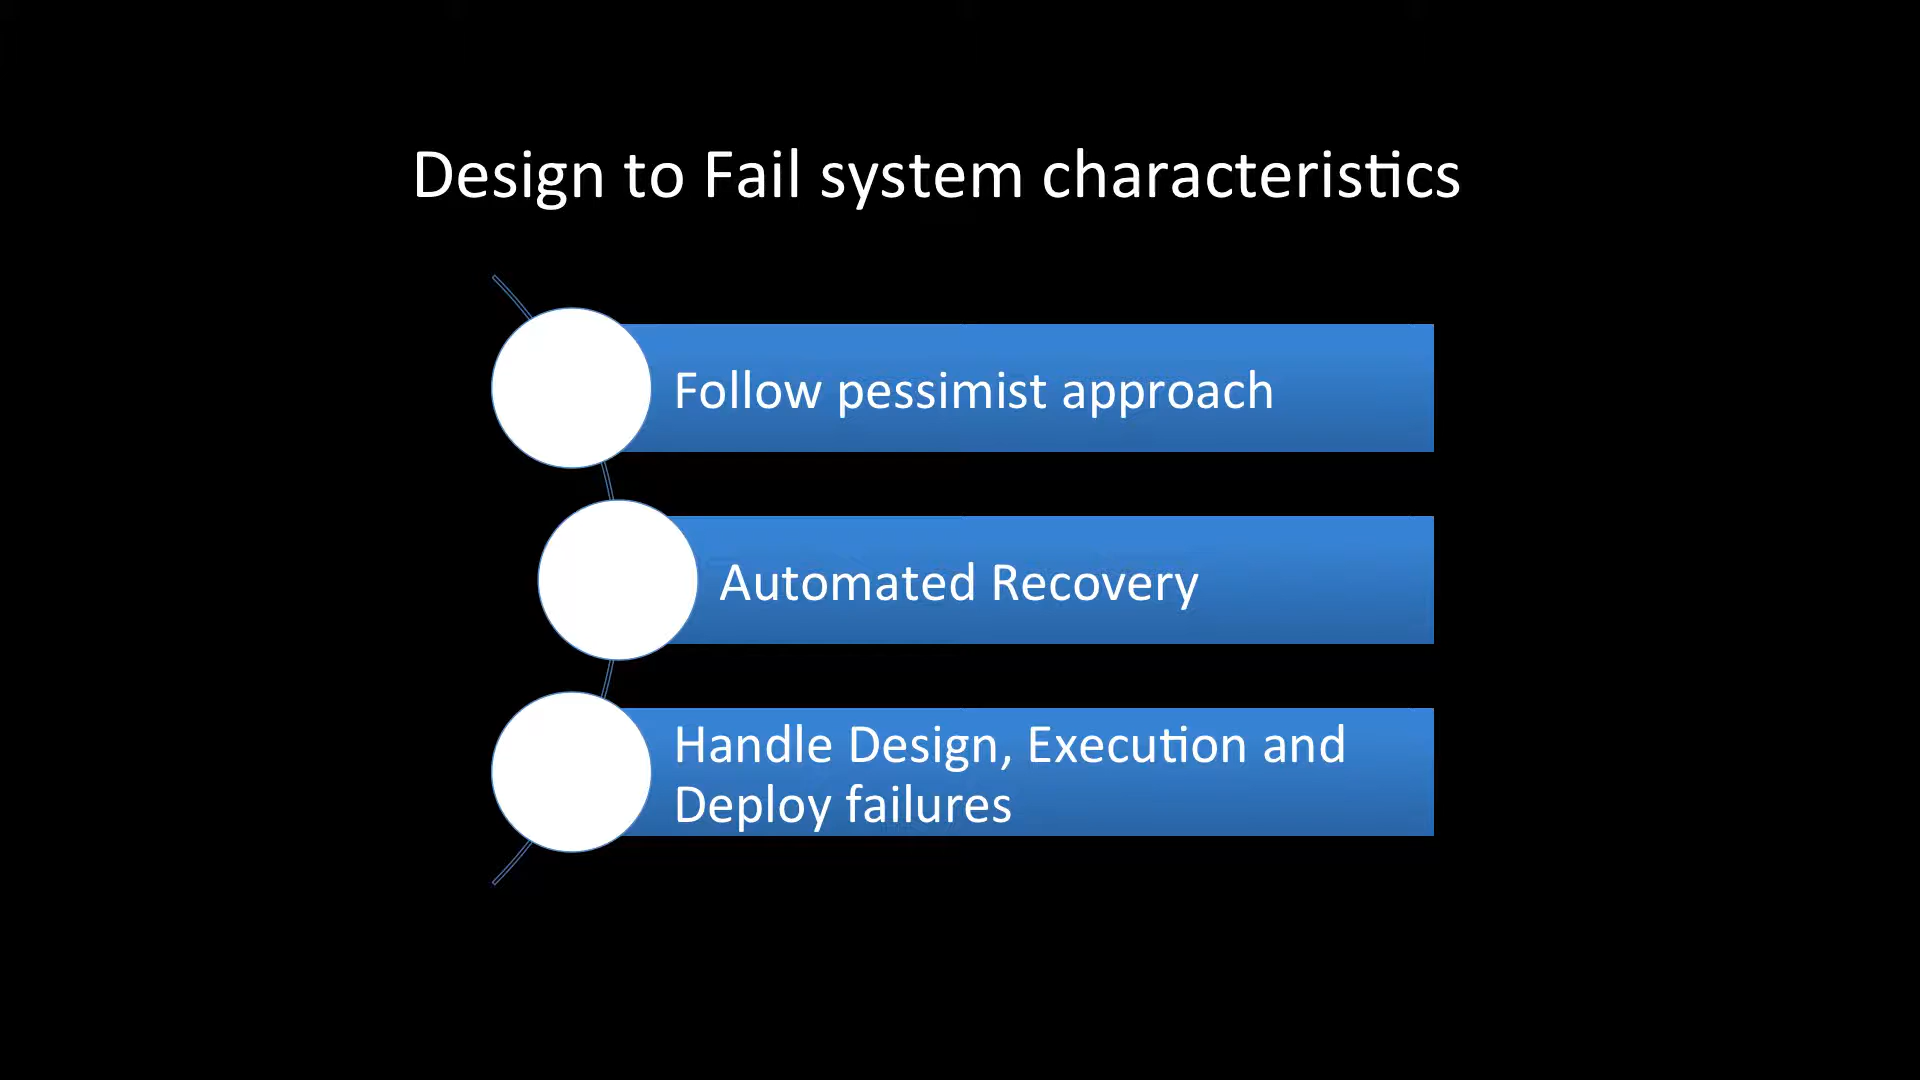 Design to Fail system characteristics
Follow pessimist approach
Automated Recovery
Handle Design, Execution and
Deploy failures